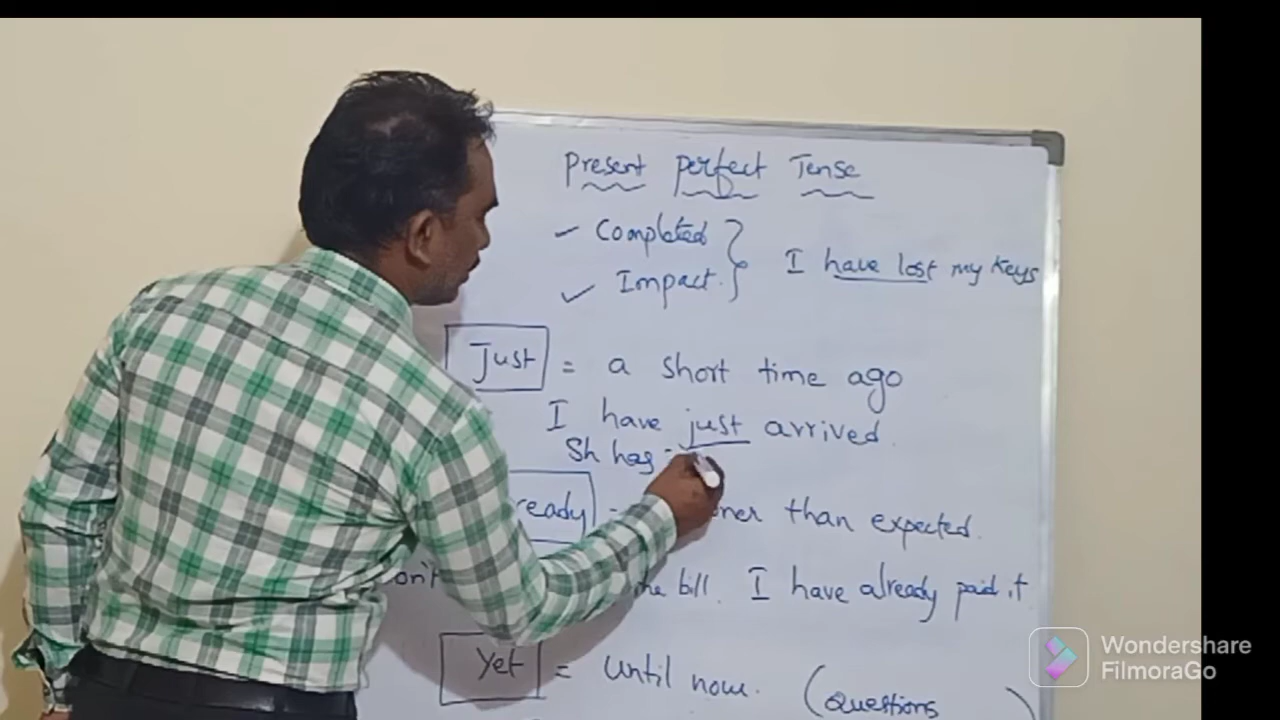 Present perfect Tense
Completed
Impact.
I have lost my keys
Just = a short time ago
I have just arrived.
Sh has
than expected.
bill. I have already paid it
Yet = until now. (questions )
Wondershare
FilmoraGo